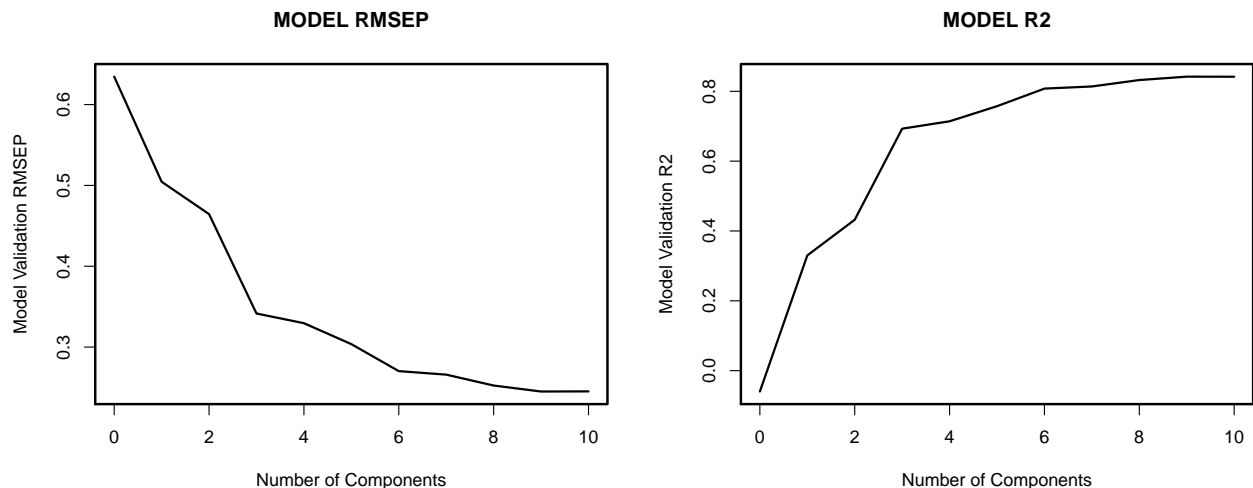 MODEL RMSEP
Model Validation RMSEP
0.6
0.5
0.4
0.3
0 2 4 6 8 10
Number of Components
MODEL R2
Model Validation R2
0.8
0.6
0.4
0.2
0.0
0 2 4 6 8 10
Number of Components